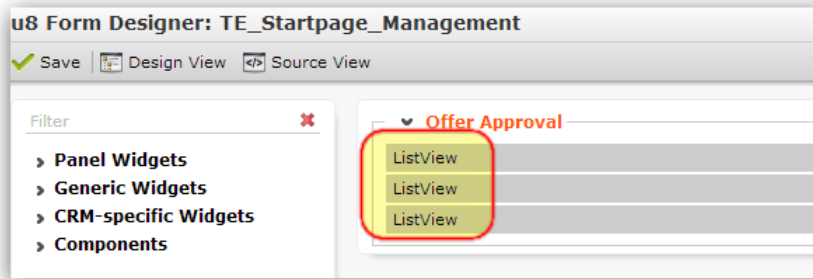 u8 Form Designer: TE_Startpage_Management
Save Design View Source View
Filter
Panel Widgets
Generic Widgets
CRM-specific Widgets
Components
Offer Approval
ListView
ListView
ListView